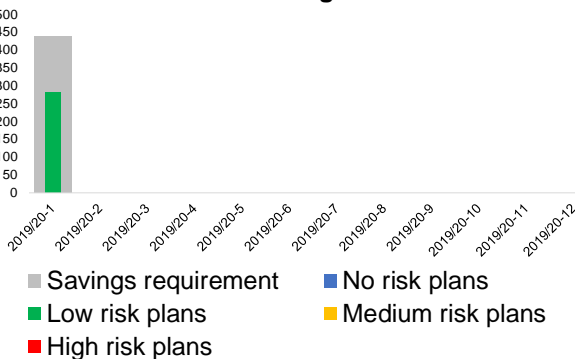 500
450
400
350
300
250
200
150
100
50
0
2019/20-1 2019/20-2 2019/20-3 2019/20-4 2019/20-5 2019/20-6 2019/20-7 2019/20-8 2019/20-9 2019/20-10 2019/20-11 2019/20-12
Savings requirement No risk plans
Low risk plans Medium risk plans
High risk plans